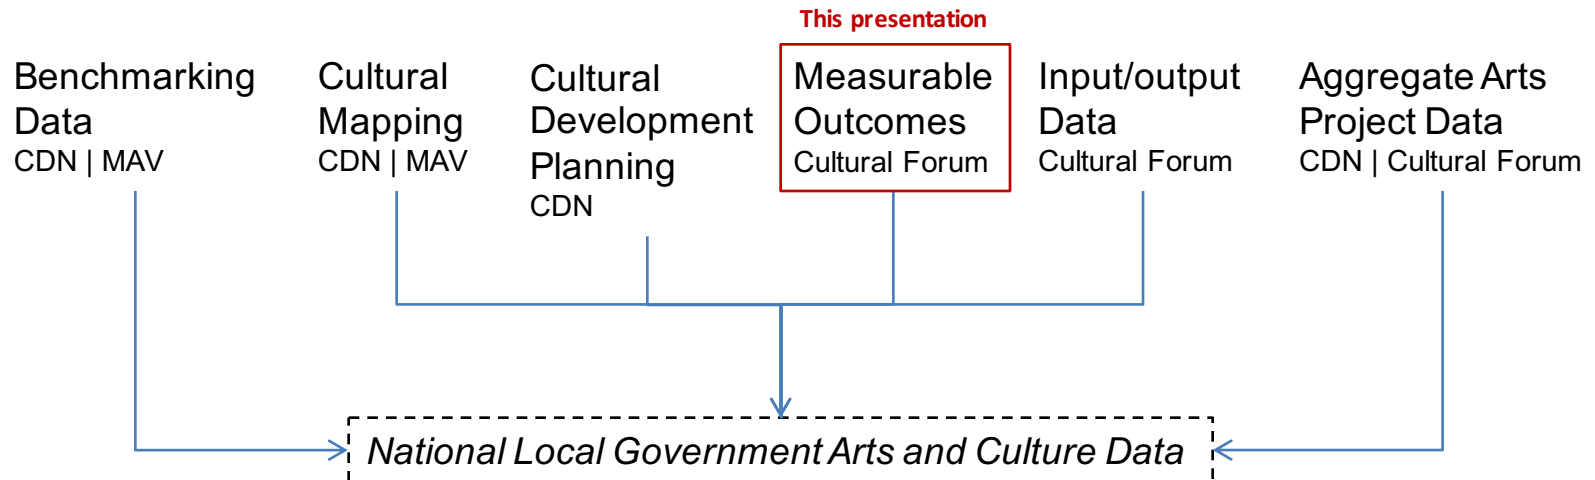 This presentation
Benchmarking
Data
CDN | MAV
Cultural
Mapping
CDN | MAV
Cultural
Development
Planning
CDN
Measurable
Outcomes
Cultural Forum
Input/output
Data
Cultural Forum
Aggregate Arts
Project Data
CDN | Cultural Forum
National Local Government Arts and Culture Data